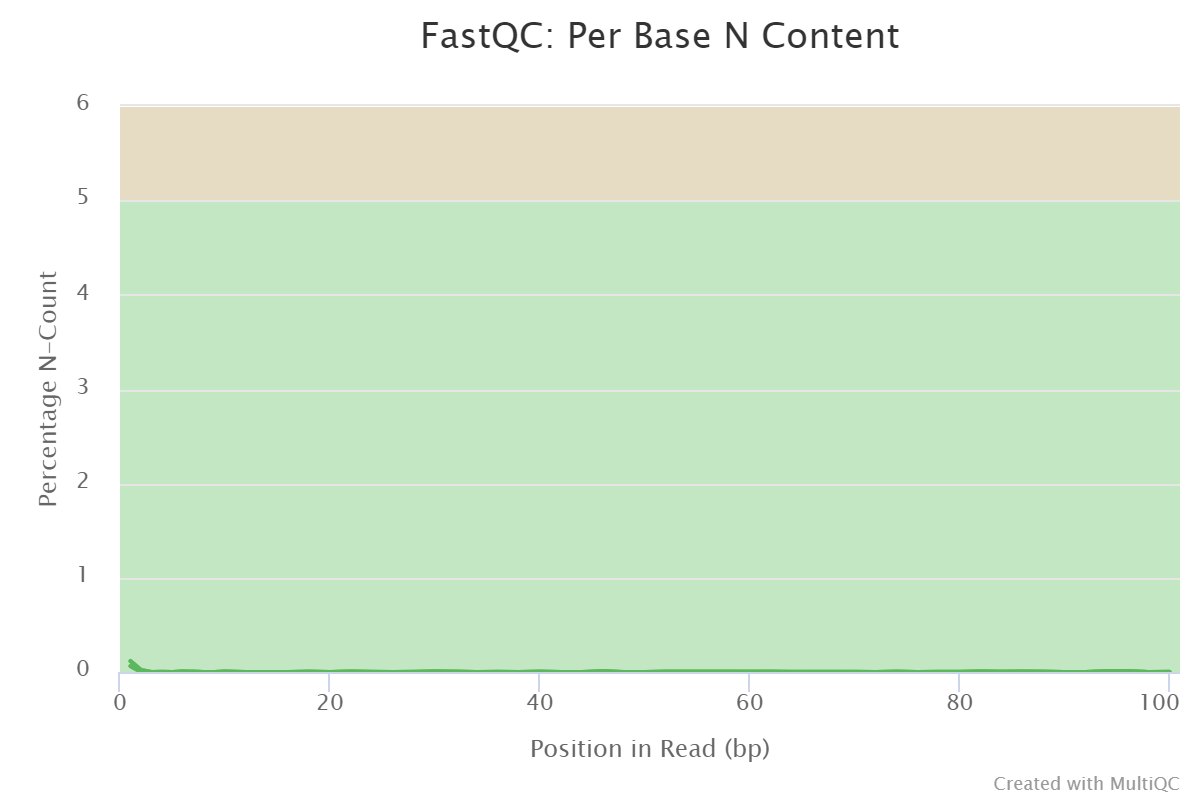 FastQC: Per Base N Content
6
5
4
3
2
1
0
Percentage N-Count
0 20 40 60 80 100
Position in Read (bp)
Created with MultiQC